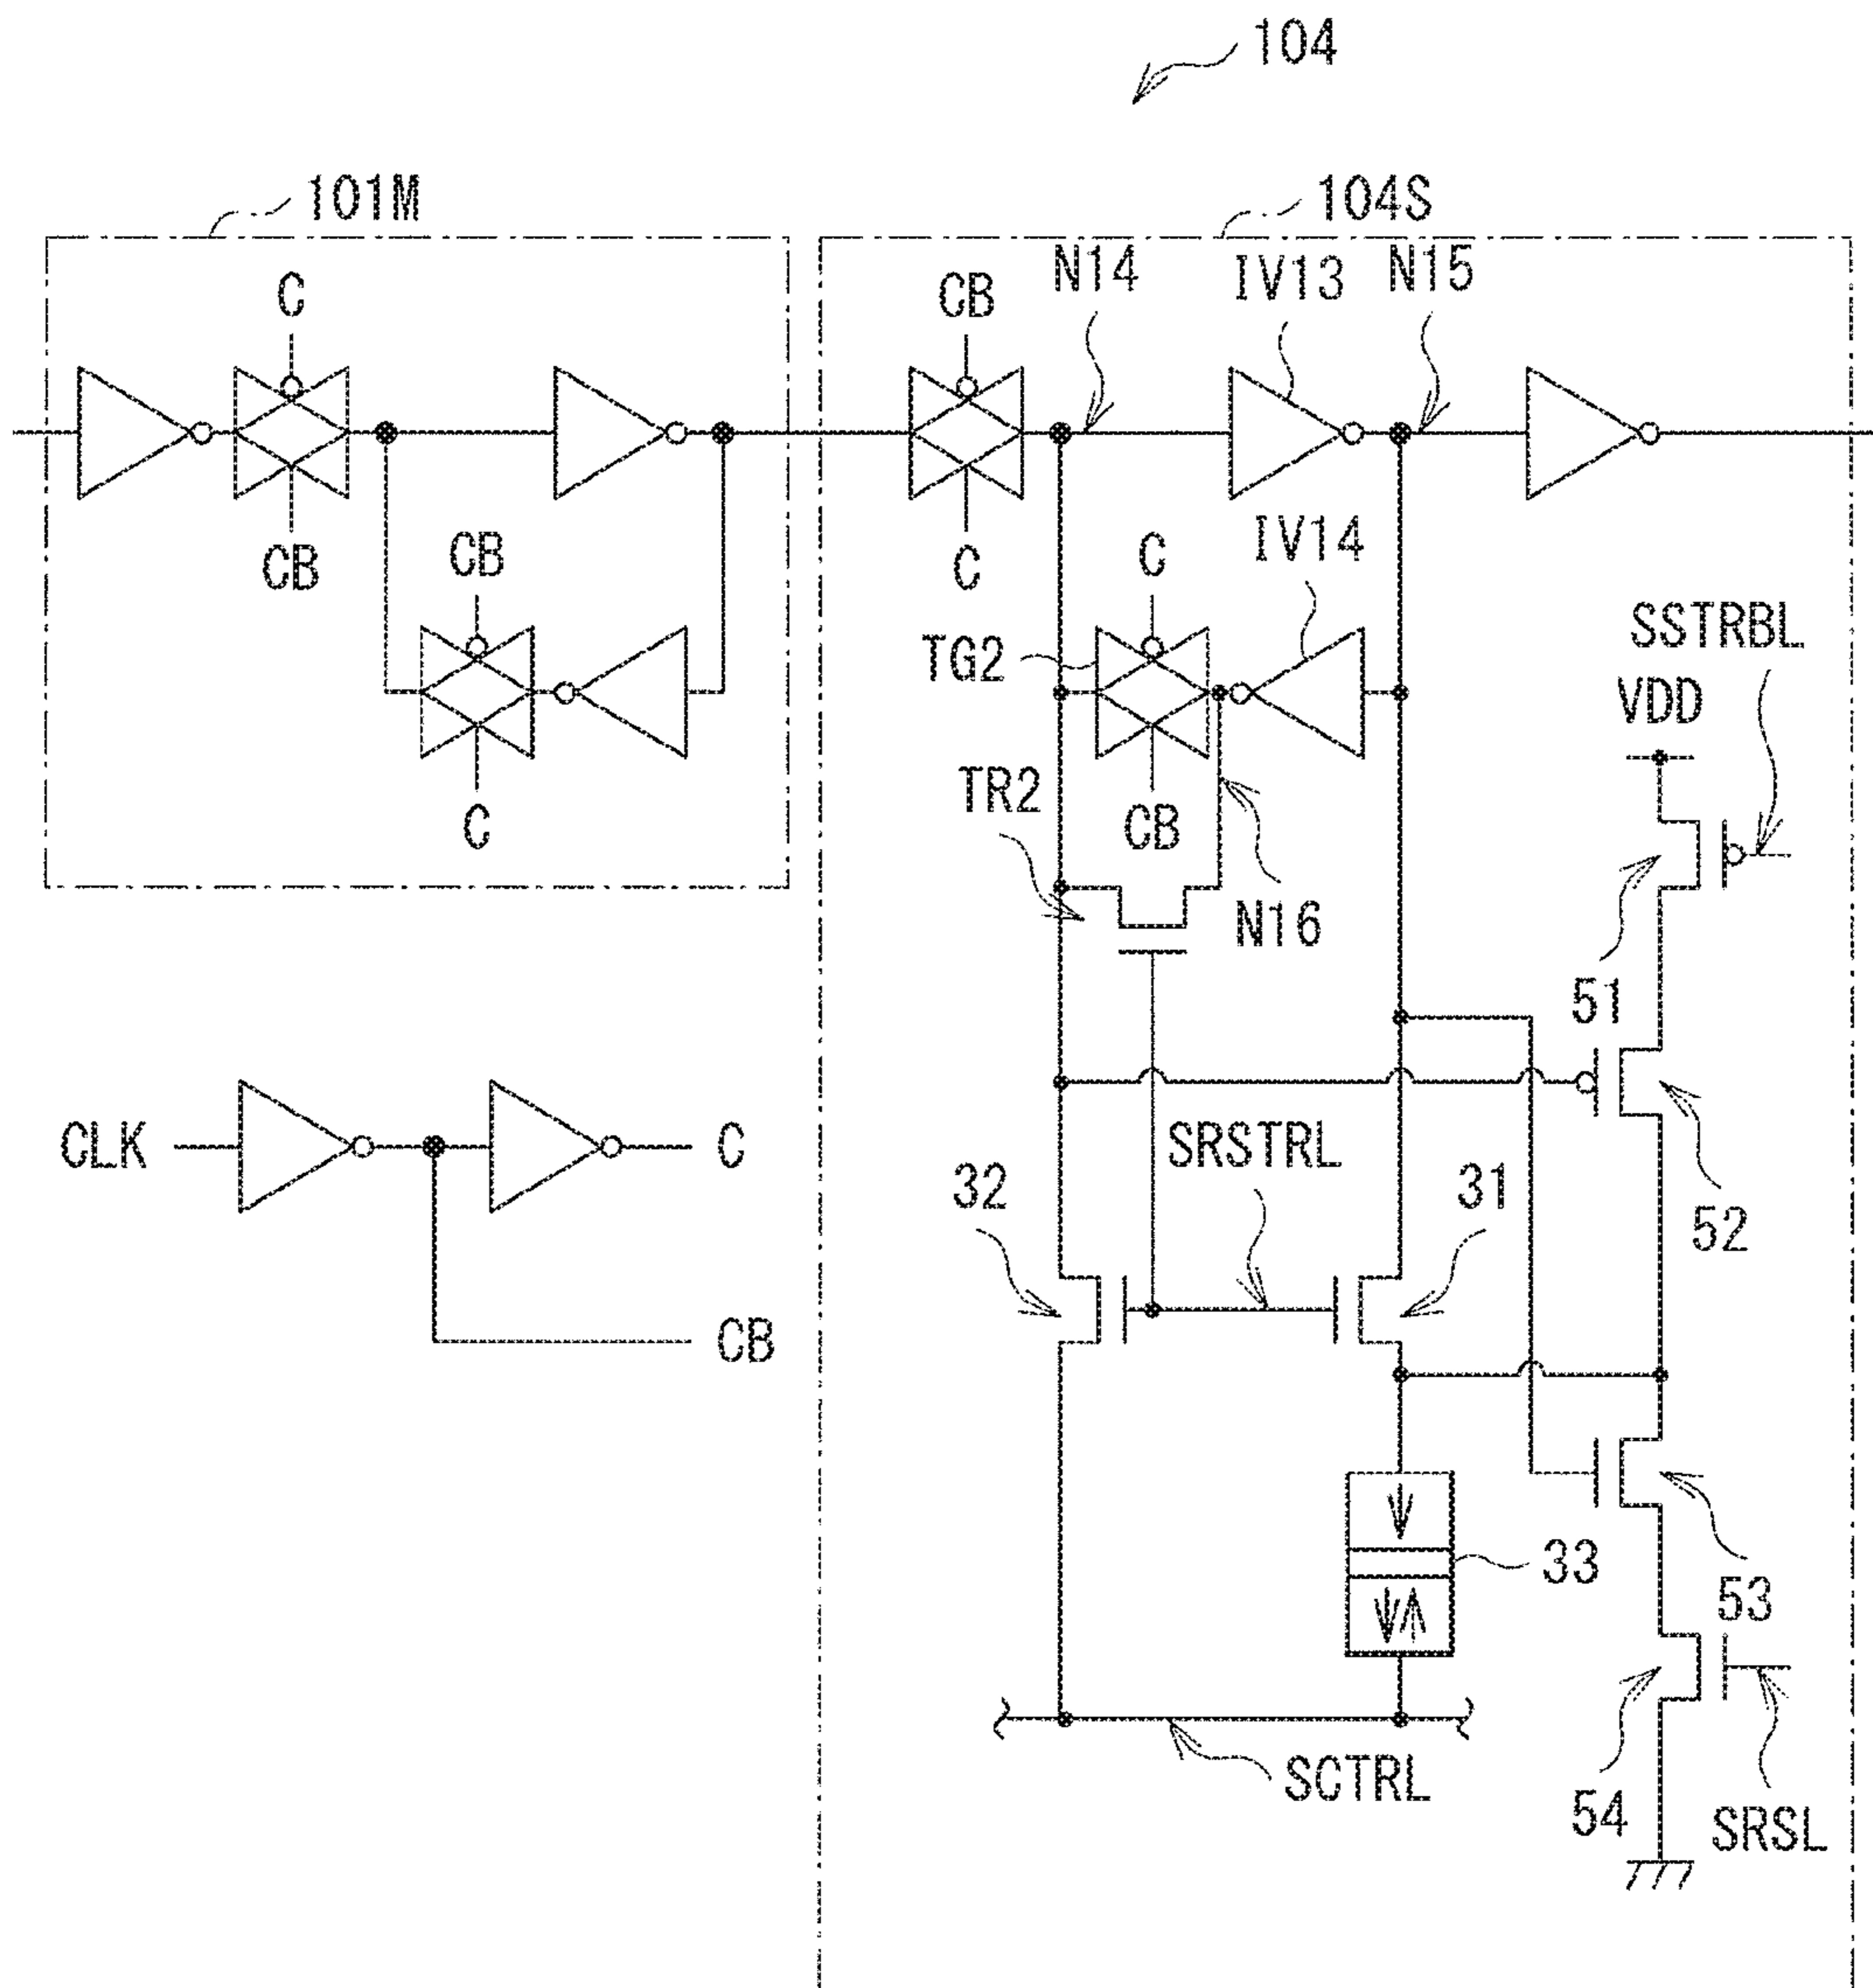 104
101M
104S
C
CB
N14
IV13
N15
CB
CB
C
C
IV14
SSTRBL
TG2
VDD
C
TR2
CB
N16
51
CLK
C
SRSTRL
32
31
52
CB
33
53
SCTRL
54
SRSL